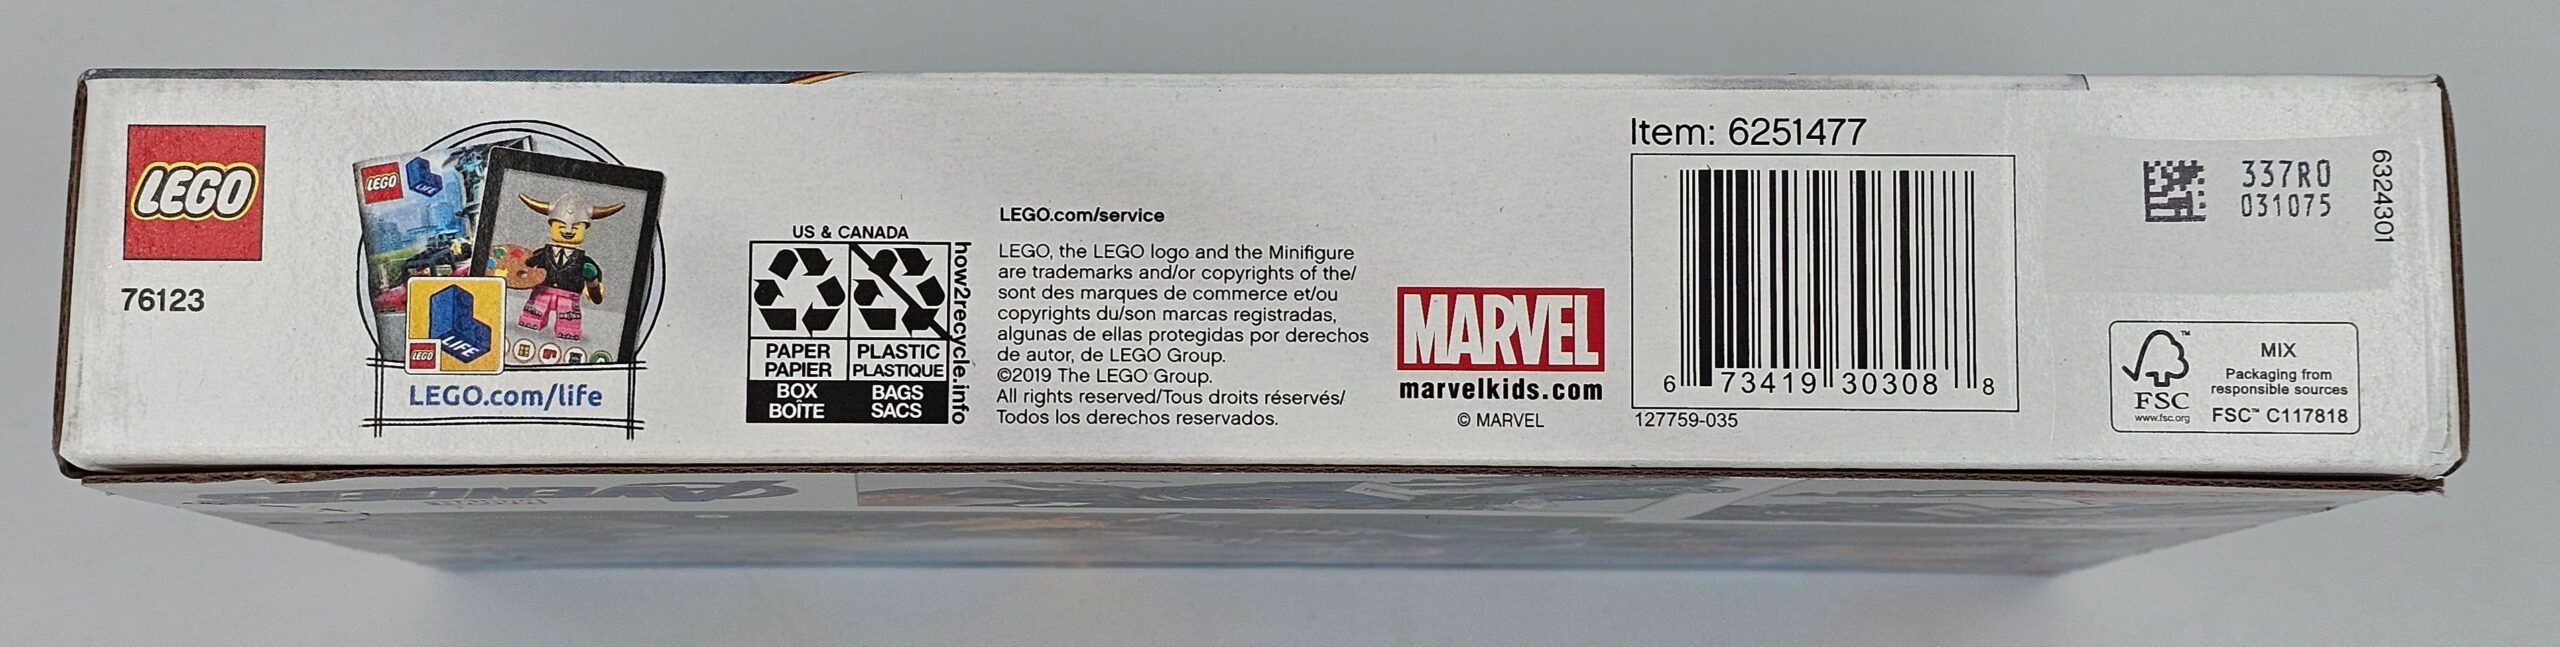 LEGO
76123
LEGO
LIFE
LEGO
LIFE
LEGO.com/life
US & CANADA
PAPER
PAPIER
BOX
BOÎTE
PLASTIC
PLASTIQUE
BAGS
SACS
how2recycle.info
LEGO.com/service
LEGO, the LEGO logo and the Minifigure
are trademarks and/or copyrights of the/
sont des marques de commerce et/ou
copyrights du/son marcas registradas,
algunas de ellas protegidas por derechos
de autor, de LEGO Group.
©2019 The LEGO Group.
All rights reserved/Tous droits réservés/
Todos los derechos reservados.
MARVEL
marvelkids.com
© MARVEL
Item: 6251477
6 73419 30308 8
127759-035
337R0
031075
6324301
FSC
www.fsc.org
MIX
Packaging from
responsible sources
FSC™ C117818